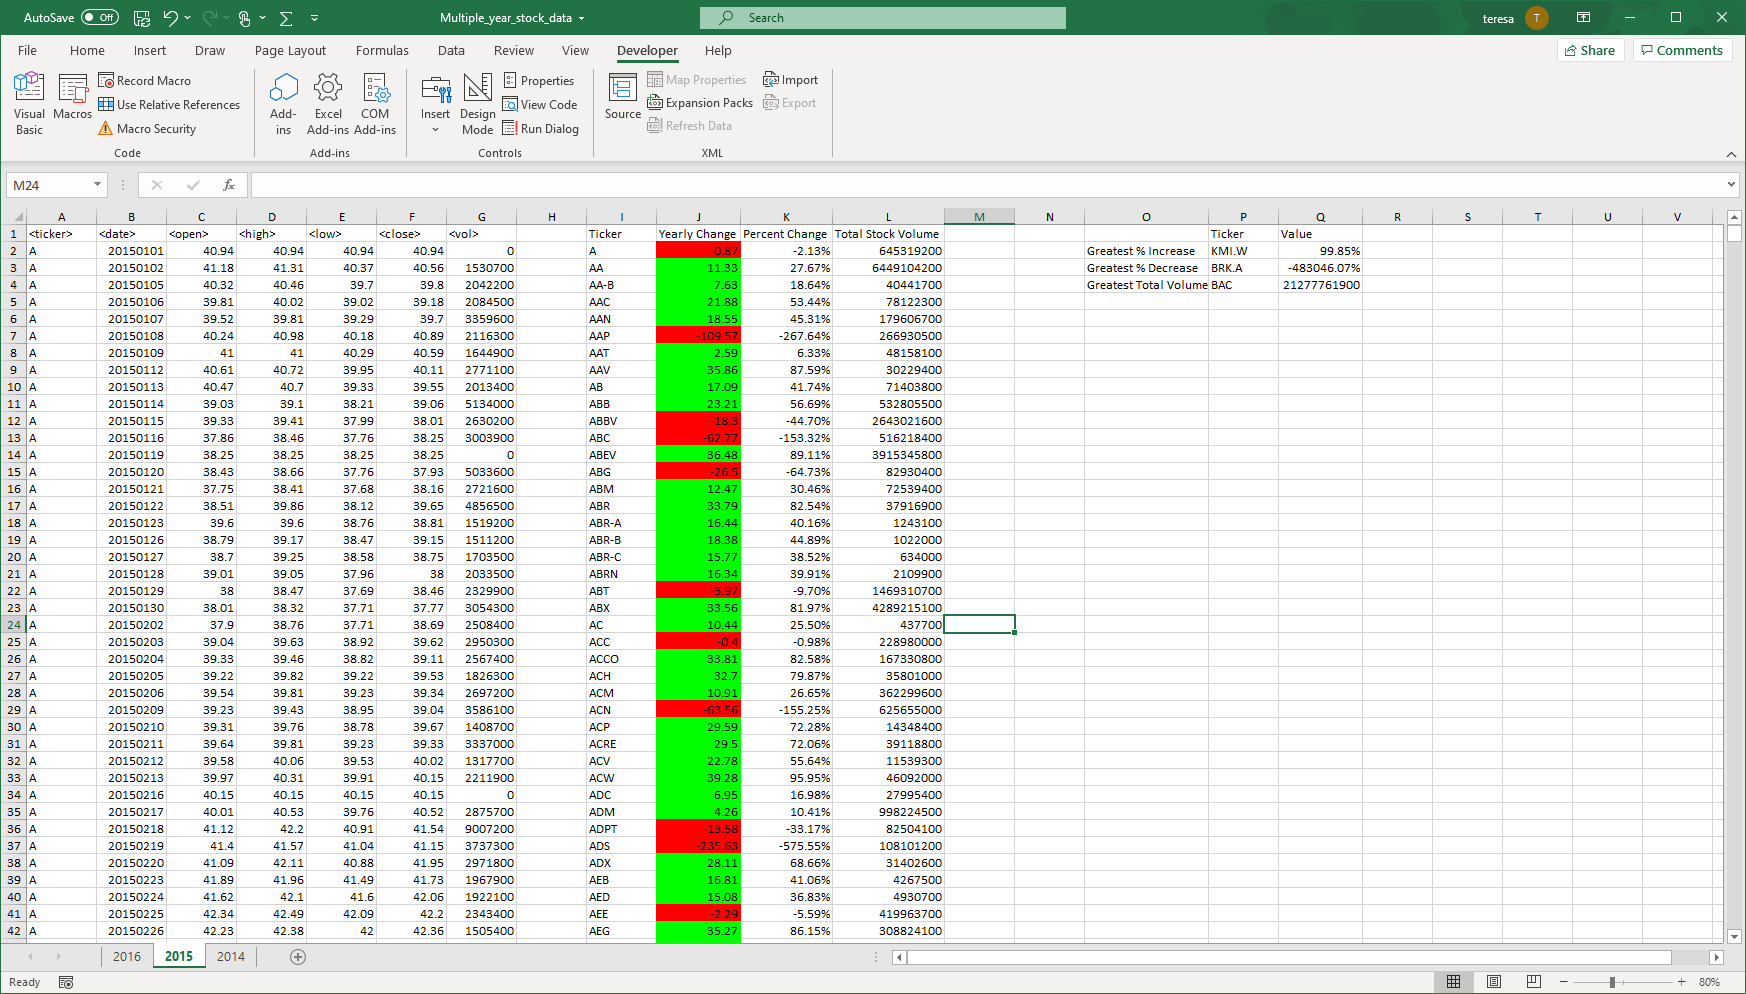 AutoSave Off Multiple_year_stock_data Search teresa T
File Home Insert Draw Page Layout Formulas Data Review View Developer Help Share Comments
Visual Basic Macros Record Macro Use Relative References Macro Security
Add-ins Excel Add-ins COM Add-ins
Insert Design Mode Properties View Code Run Dialog
Source Map Properties Expansion Packs Refresh Data Import Export
Code Add-ins Controls XML
M24 fx
A B C D E F G H I J K L M N O P Q R S T U V
1 <ticker> <date> <open> <high> <low> <close> <vol> Ticker Yearly Change Percent Change Total Stock Volume Ticker Value
2 A 20150101 40.94 40.94 40.94 40.94 0 A -0.87 -2.13% 645319200 Greatest % Increase KMI.W 99.85%
3 A 20150102 41.18 41.31 40.37 40.56 1530700 AA 11.33 27.67% 6449104200 Greatest % Decrease BRK.A -483046.07%
4 A 20150105 40.32 40.46 39.7 39.8 2042200 AA-B 7.63 18.64% 40441700 Greatest Total Volume BAC 21277761900
5 A 20150106 39.81 40.02 39.02 39.18 2084500 AAC 21.88 53.44% 78122300
6 A 20150107 39.52 39.81 39.29 39.7 3359600 AAN 18.55 45.31% 179606700
7 A 20150108 40.24 40.98 40.18 40.89 2116300 AAP -109.57 -267.64% 266930500
8 A 20150109 41 41 40.29 40.59 1644900 AAT 2.59 6.33% 48158100
9 A 20150112 40.61 40.72 39.95 40.11 2771100 AAV 35.86 87.59% 30229400
10 A 20150113 40.47 40.7 39.33 39.55 2013400 AB 17.09 41.74% 71403800
11 A 20150114 39.03 39.1 38.21 39.06 5134000 ABB 23.21 56.69% 532805500
12 A 20150115 39.33 39.41 37.99 38.01 2630200 ABBV -18.3 -44.70% 2643021600
13 A 20150116 37.86 38.46 37.76 38.25 3003900 ABC -62.77 -153.32% 516218400
14 A 20150119 38.25 38.25 38.25 38.25 0 ABEV 36.48 89.11% 3915345800
15 A 20150120 38.43 38.66 37.76 37.93 5033600 ABG -26.5 -64.73% 82930400
16 A 20150121 37.75 38.41 37.68 38.16 2721600 ABM 12.47 30.46% 72539400
17 A 20150122 38.51 39.86 38.12 39.65 4856500 ABR 33.79 82.54% 37916900
18 A 20150123 39.6 39.6 38.76 38.81 1519200 ABR-A 16.44 40.16% 1243100
19 A 20150126 38.79 39.17 38.47 39.15 1511200 ABR-B 18.38 44.89% 1022000
20 A 20150127 38.7 39.25 38.58 38.75 1703500 ABR-C 15.77 38.52% 634000
21 A 20150128 39.01 39.05 37.96 38 2033500 ABRN 16.34 39.91% 2109900
22 A 20150129 38 38.47 37.69 38.46 2329900 ABT -3.97 -9.70% 1469310700
23 A 20150130 38.01 38.32 37.71 37.77 3054300 ABX 33.56 81.97% 4289215100
24 A 20150202 37.9 38.76 37.71 38.69 2508400 AC 10.44 25.50% 437700
25 A 20150203 39.04 39.63 38.92 39.62 2950300 ACC -0.4 -0.98% 228980000
26 A 20150204 39.33 39.46 38.82 39.11 2567400 ACCO 33.81 82.58% 167330800
27 A 20150205 39.22 39.82 39.22 39.53 1826300 ACH 32.7 79.87% 35801000
28 A 20150206 39.54 39.81 39.23 39.34 2697200 ACM 10.91 26.65% 362299600
29 A 20150209 39.23 39.43 38.95 39.04 3586100 ACN -63.56 -155.25% 625655000
30 A 20150210 39.31 39.76 38.78 39.67 1408700 ACP 29.59 72.28% 14348400
31 A 20150211 39.64 39.81 39.23 39.33 3337000 ACRE 29.5 72.06% 39118800
32 A 20150212 39.58 40.06 39.53 40.02 1317700 ACV 22.78 55.64% 11539300
33 A 20150213 39.97 40.31 39.91 40.15 2211900 ACW 39.28 95.95% 46092000
34 A 20150216 40.15 40.15 40.15 40.15 0 ADC 6.95 16.98% 27995400
35 A 20150217 40.01 40.53 39.76 40.52 2875700 ADM 4.26 10.41% 998224500
36 A 20150218 41.12 42.2 40.91 41.54 9007200 ADPT -13.58 -33.17% 82504100
37 A 20150219 41.4 41.57 41.04 41.15 3737300 ADS -235.63 -575.55% 108101200
38 A 20150220 41.09 42.11 40.88 41.95 2971800 ADX 28.11 68.66% 31402600
39 A 20150223 41.89 41.96 41.49 41.73 1967900 AEB 16.81 41.06% 4267500
40 A 20150224 41.62 42.1 41.6 42.06 1922100 AED 15.08 36.83% 4930700
41 A 20150225 42.34 42.49 42.09 42.2 2343400 AEE -2.29 -5.59% 419963700
42 A 20150226 42.23 42.38 42 42.36 1505400 AEG 35.27 86.15% 308824100
2016 2015 2014
Ready 80%